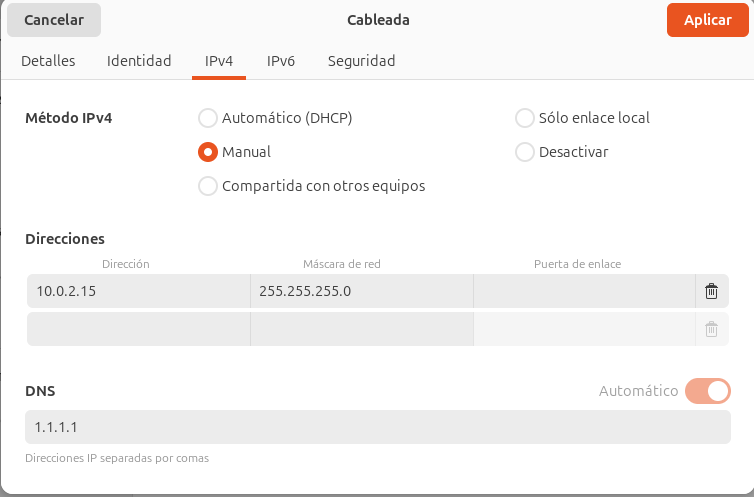 Cancelar Cableada Aplicar
Detalles Identidad IPv4 IPv6 Seguridad
Método IPv4 Automático (DHCP) Sólo enlace local
Manual Desactivar
Compartida con otros equipos
Direcciones
Dirección Máscara de red Puerta de enlace
10.0.2.15 255.255.255.0
DNS Automático
1.1.1.1
Direcciones IP separadas por comas